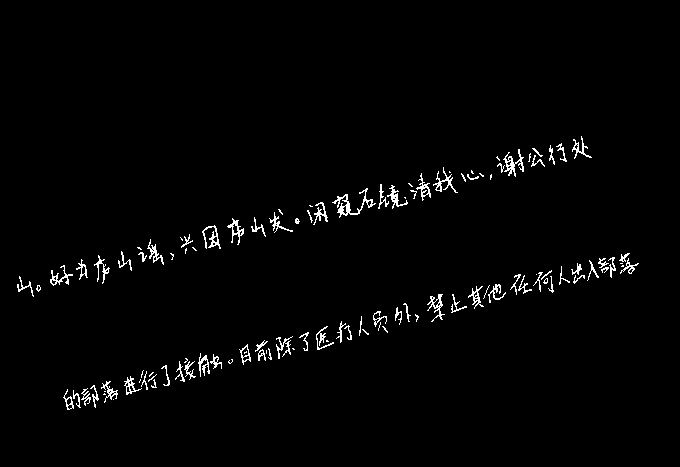 山。好为庐山谣，兴因庐山发。闲窥石镜清我心，谢公行处
的部落进行了接触。目前除了医疗人员外，禁止其他任何人出入部落